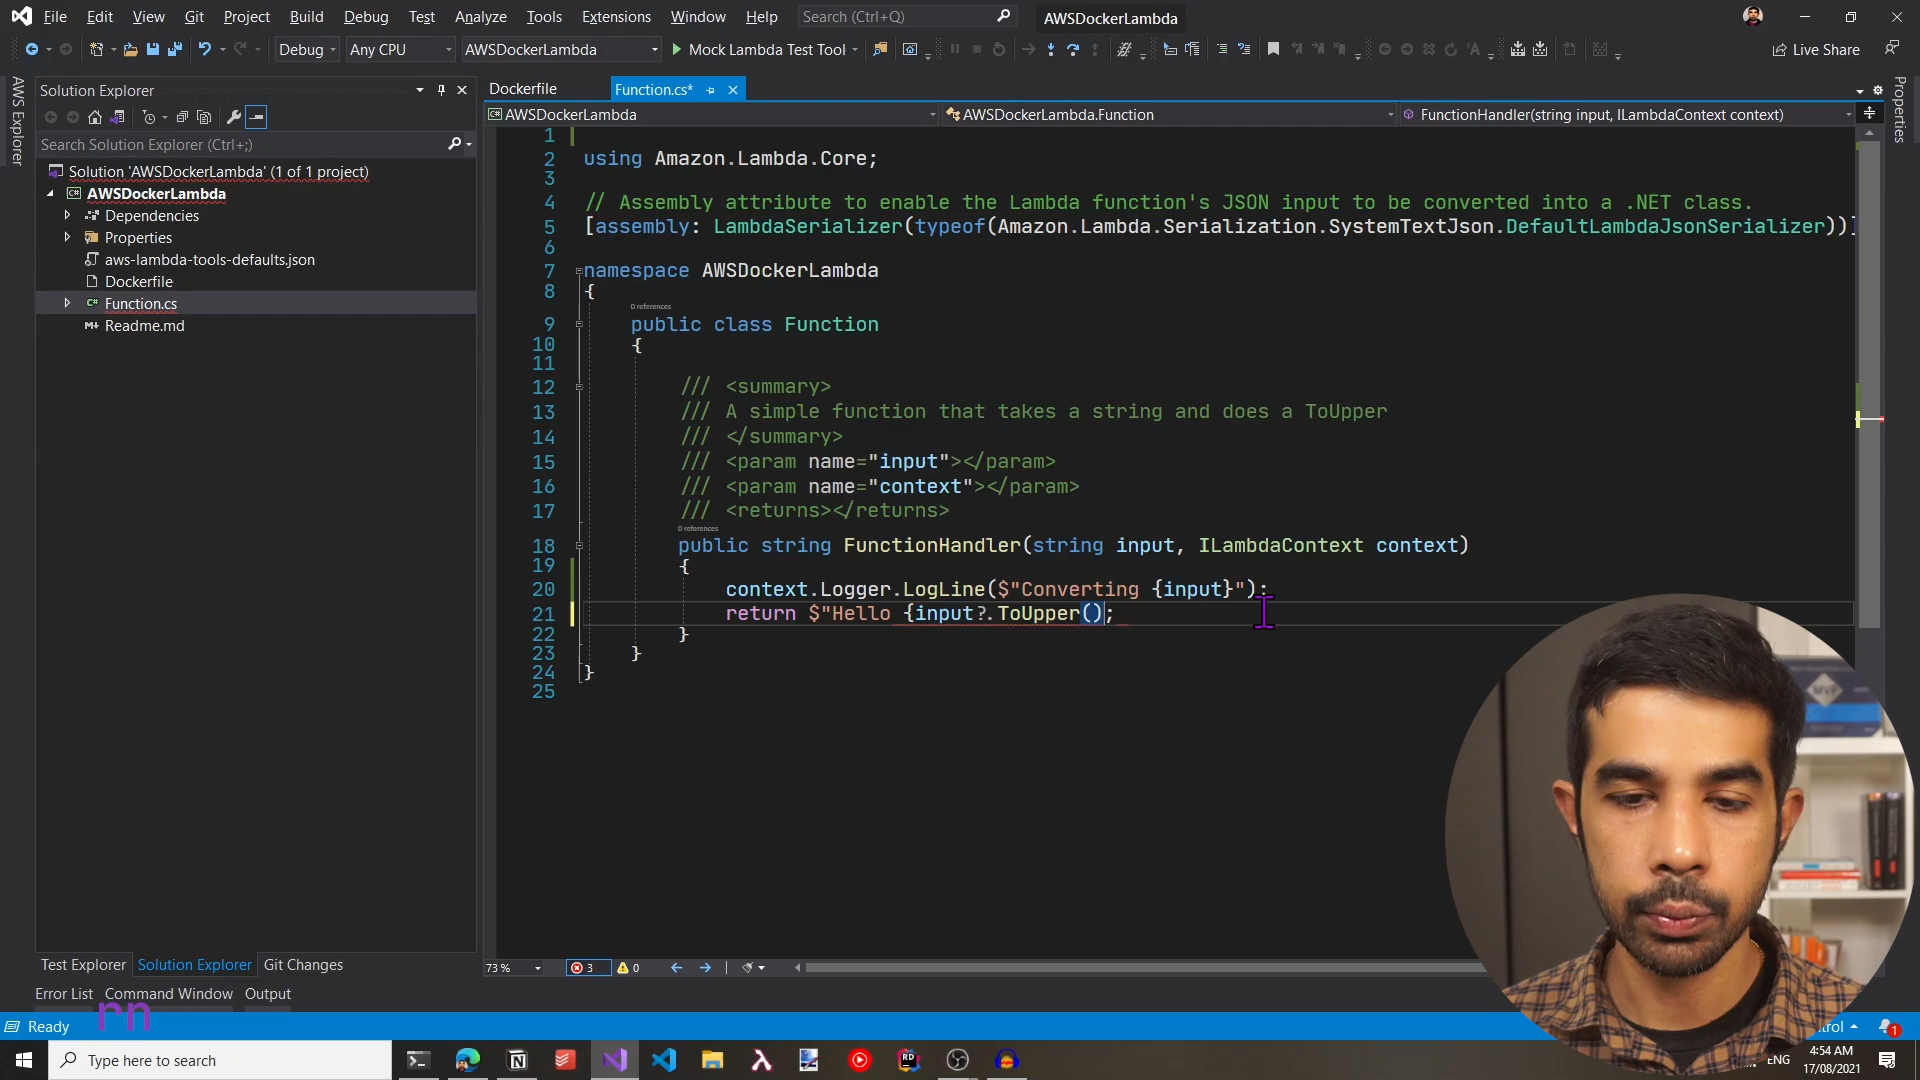 File Edit View Git Project Build Debug Test Analyze Tools Extensions Window Help Search (Ctrl+Q) AWSDockerLambda
Debug Any CPU AWSDockerLambda Mock Lambda Test Tool Live Share
AWS Explorer
Solution Explorer
Search Solution Explorer (Ctrl+;)
Solution 'AWSDockerLambda' (1 of 1 project)
AWSDockerLambda
Dependencies
Properties
aws-lambda-tools-defaults.json
Dockerfile
Function.cs
Readme.md
Test Explorer Solution Explorer Git Changes
Dockerfile Function.cs*
AWSDockerLambda AWSDockerLambda.Function FunctionHandler(string input, ILambdaContext context)
Properties
1
2 using Amazon.Lambda.Core;
3
4 // Assembly attribute to enable the Lambda function's JSON input to be converted into a .NET class.
5 [assembly: LambdaSerializer(typeof(Amazon.Lambda.Serialization.SystemTextJson.DefaultLambdaJsonSerializer))]
6
7 namespace AWSDockerLambda
8 {
0 references
9 public class Function
10 {
11
12 /// <summary>
13 /// A simple function that takes a string and does a ToUpper
14 /// </summary>
15 /// <param name="input"></param>
16 /// <param name="context"></param>
17 /// <returns></returns>
0 references
18 public string FunctionHandler(string input, ILambdaContext context)
19 {
20 context.Logger.LogLine($"Converting {input}");
21 return $"Hello {input?.ToUpper();
22 }
23 }
24 }
25
73 % 3 0
Error List Command Window Output
rn
Ready
trol 1
Type here to search
RD
ENG 4:54 AM
17/08/2021
MVP